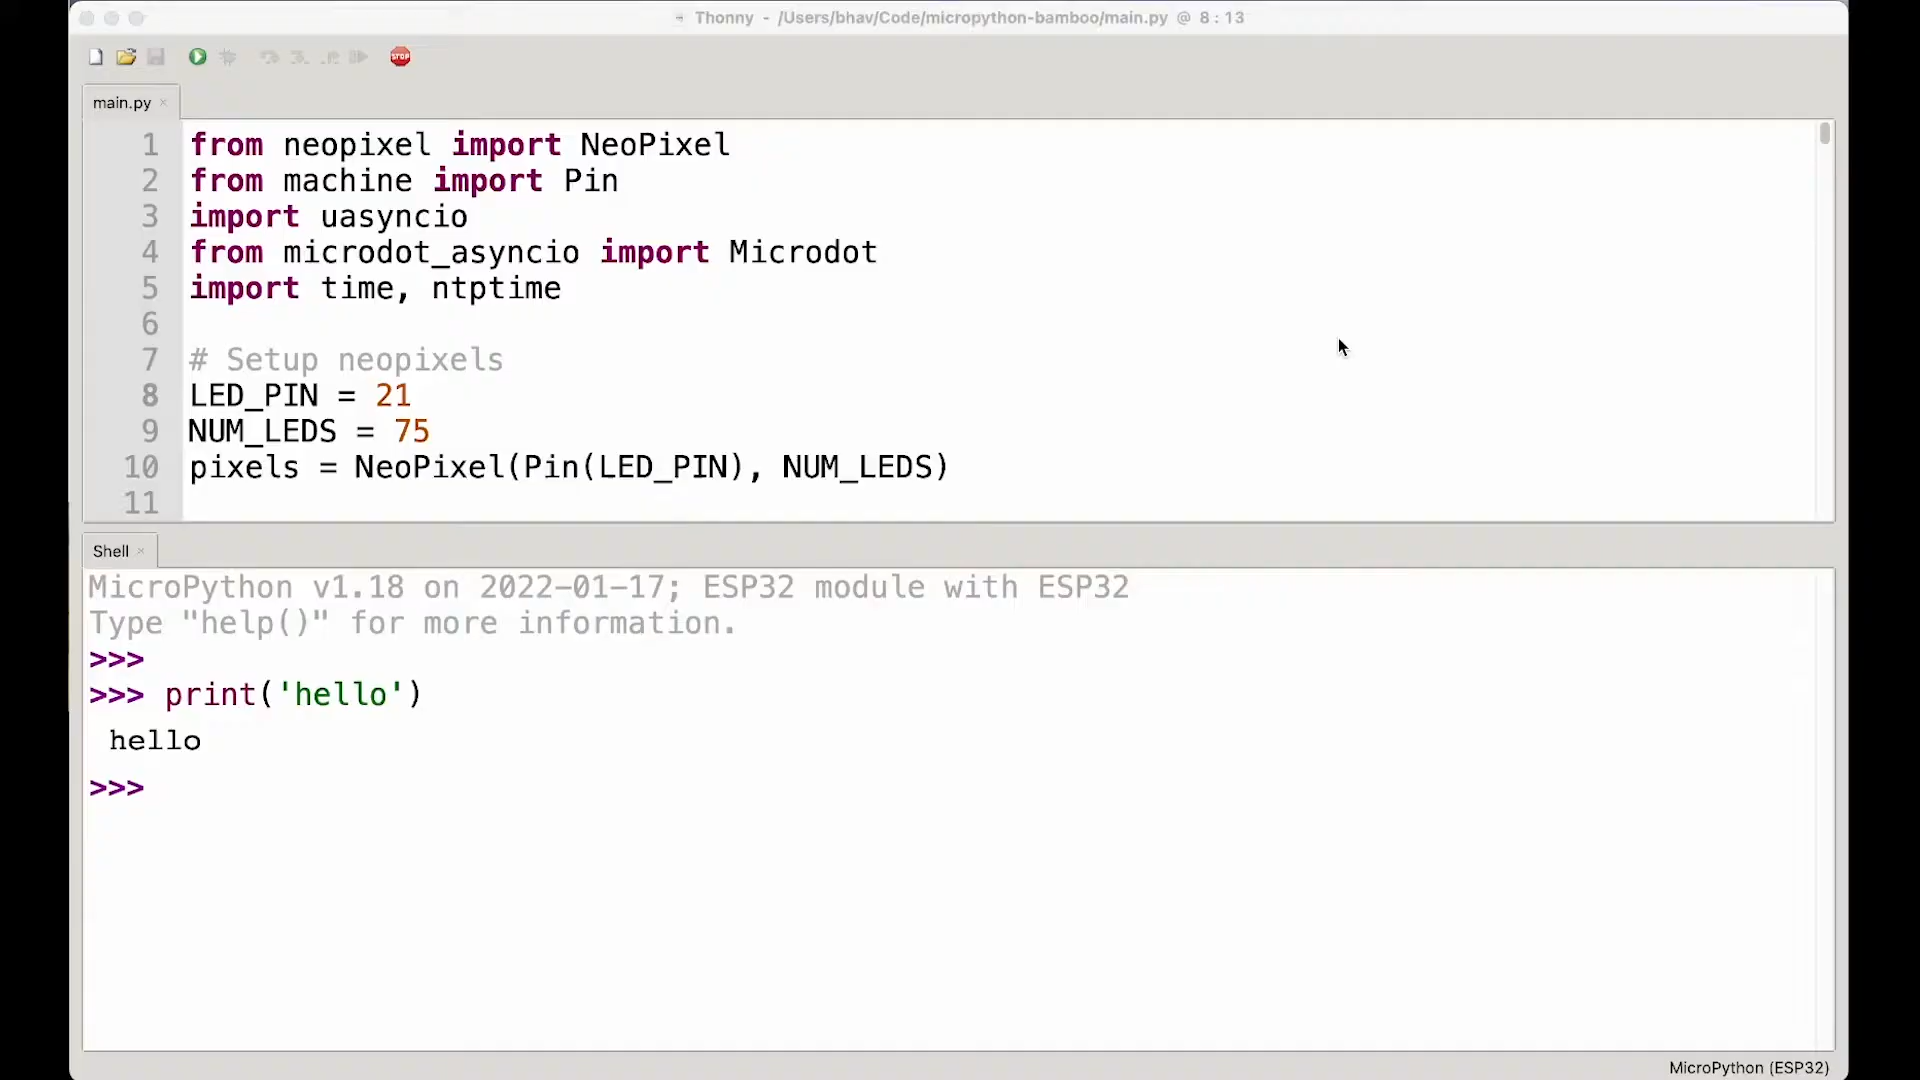 Thonny - /Users/bhav/Code/micropython-bamboo/main.py @ 8:13
STOP
main.py ×
1 from neopixel import NeoPixel
2 from machine import Pin
3 import uasyncio
4 from microdot_asyncio import Microdot
5 import time, ntptime
6
7 # Setup neopixels
8 LED_PIN = 21
9 NUM_LEDS = 75
10 pixels = NeoPixel(Pin(LED_PIN), NUM_LEDS)
11
Shell ×
MicroPython v1.18 on 2022-01-17; ESP32 module with ESP32
Type "help()" for more information.
>>>
>>> print('hello')
hello
>>>
MicroPython (ESP32)